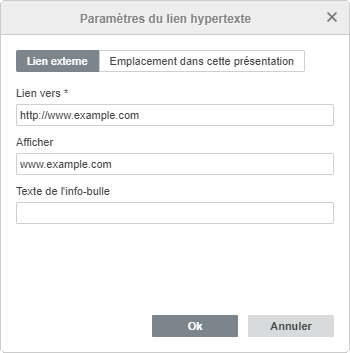 Paramètres du lien hypertexte
Lien externe Emplacement dans cette présentation
Lien vers *
http://www.example.com
Afficher
www.example.com
Texte de l'info-bulle
Ok Annuler